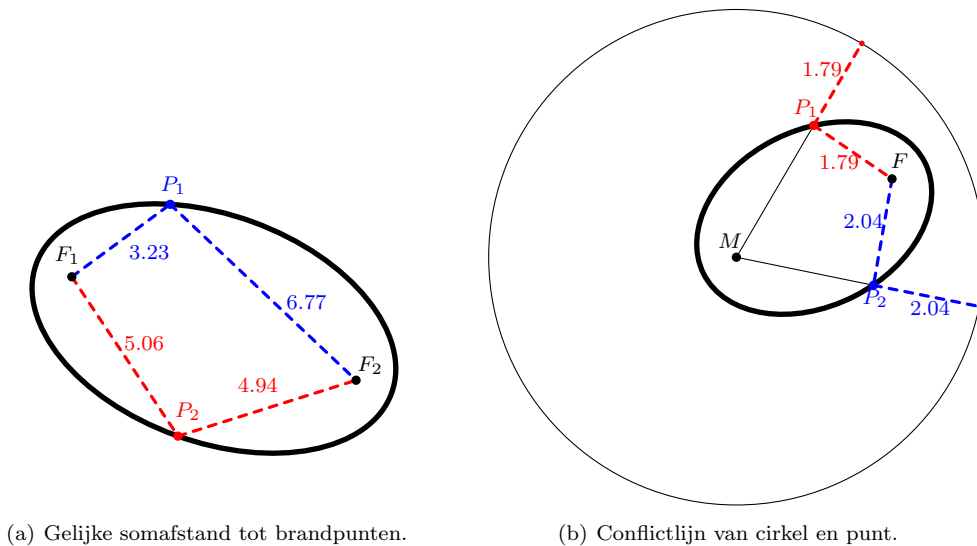 P₁
F₁
3.23
6.77
5.06
F₂
4.94
P₂
(a) Gelijke somafstand tot brandpunten.
1.79
P₁
1.79
F
2.04
M
P₂
2.04
(b) Conflictlijn van cirkel en punt.